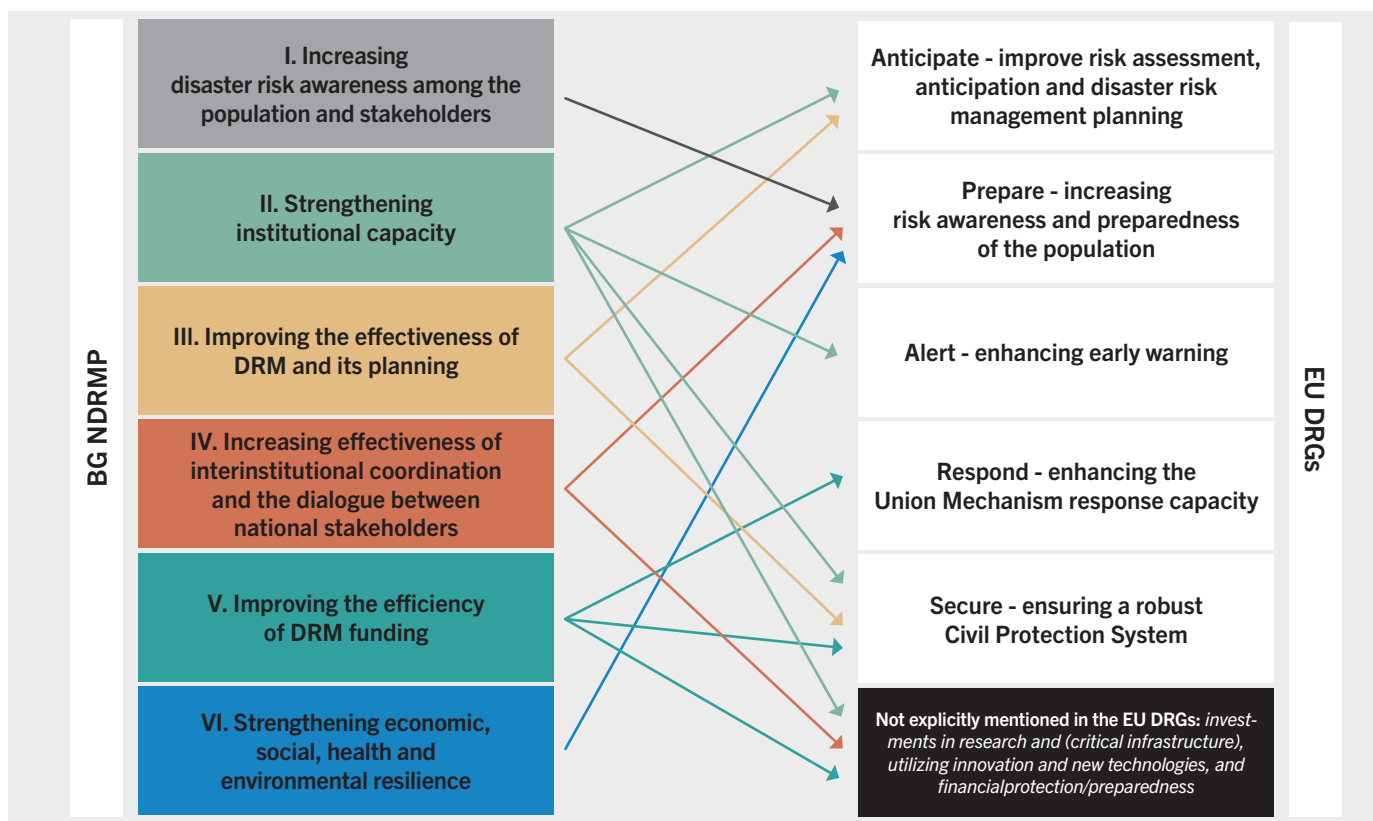 BG NDRMP
I. Increasing
disaster risk awareness among the
population and stakeholders
II. Strengthening
institutional capacity
III. Improving the effectiveness of
DRM and its planning
IV. Increasing effectiveness of
interinstitutional coordination
and the dialogue between
national stakeholders
V. Improving the efficiency
of DRM funding
VI. Strengthening economic,
social, health and
environmental resilience
Anticipate - improve risk assessment,
anticipation and disaster risk
management planning
Prepare - increasing
risk awareness and preparedness
of the population
Alert - enhancing early warning
Respond - enhancing the
Union Mechanism response capacity
Secure - ensuring a robust
Civil Protection System
Not explicitly mentioned in the EU DRGs: invest-
ments in research and (critical infrastructure),
utilizing innovation and new technologies, and
financialprotection/preparedness
EU DRGs